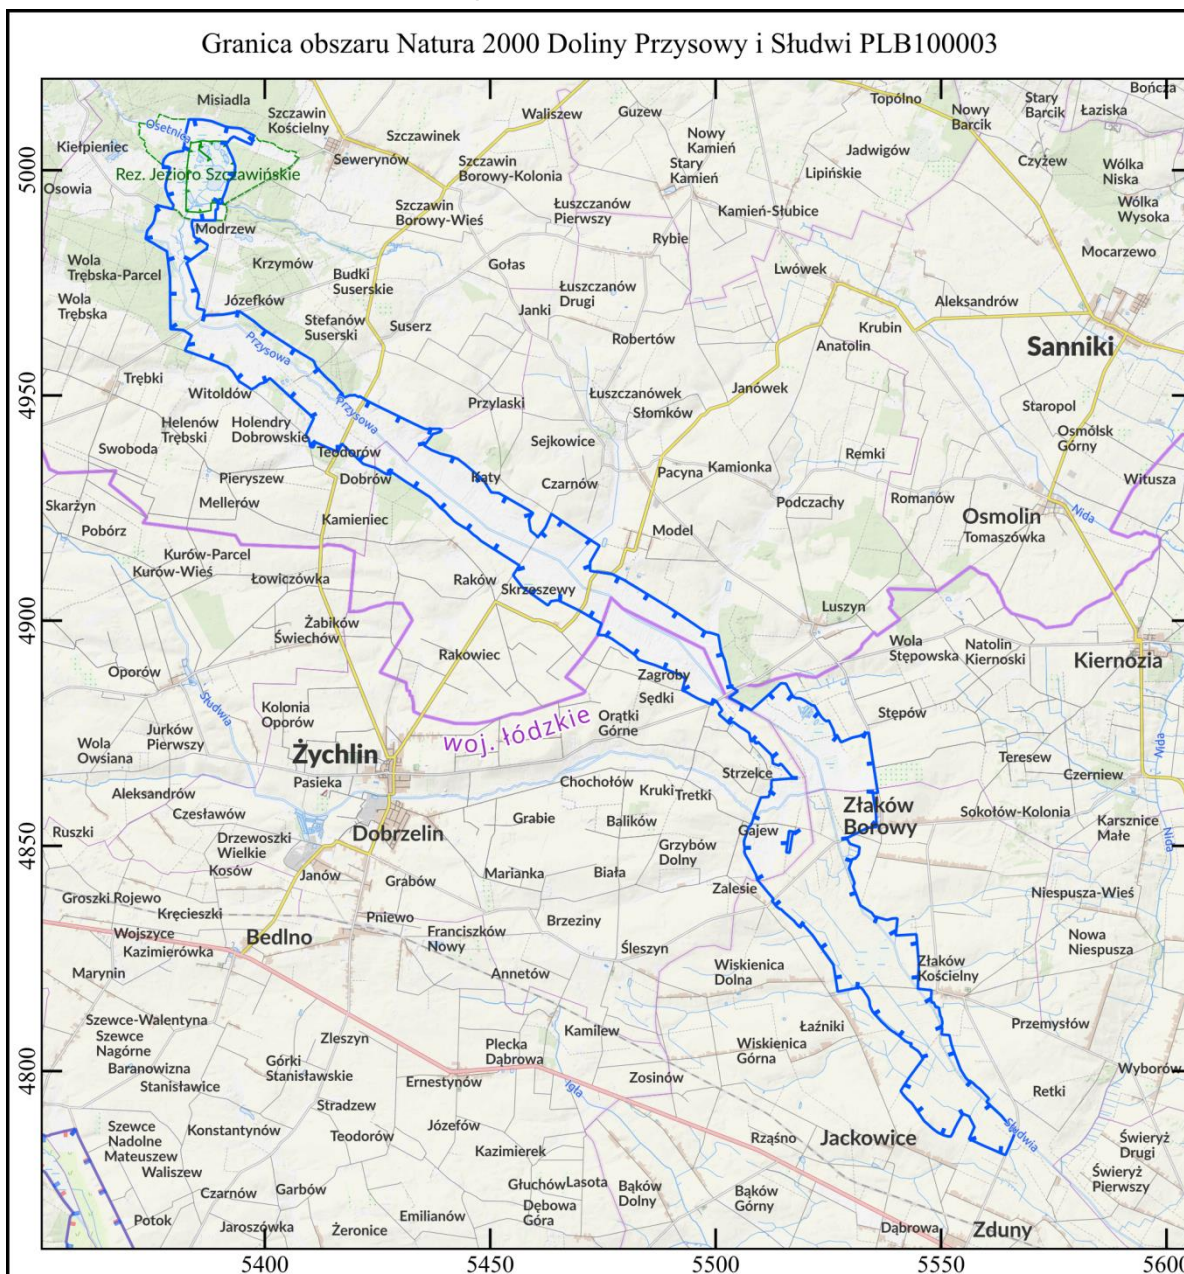 Granica obszaru Natura 2000 Doliny Przysowy i Słudwi PLB100003
Misiadla
Szczawin
Kościelny
Waliszew
Guzew
Topólno
Nowy
Barcik
Stary
Barcik
Bończa
Łaziska
Osetnica
Kiełpieniec
Szczawinek
Sewerynów
Nowy
Kamień
Stary
Kamień
Jadwigów
Lipińskie
Czyżew
Wólka
Niska
5000
Osowia
Rez. Jezioro Szczawińskie
Szczawin
Borowy-Kolonia
Szczawin
Borowy-Wieś
Łuszczanów
Pierwszy
Kamień-Słubice
Wólka
Wysoka
Modrzew
Rybie
Mocarzewo
Wola
Trębska-Parcel
Krzymów
Budki
Suserskie
Gołas
Lwówek
Łuszczanów
Drugi
Wola
Trębska
Józefków
Janki
Aleksandrów
Stefanów
Suserski
Suserz
Krubin
Robertów
Anatolin
Sanniki
Przysowa
Trębki
Witoldów
Janówek
4950
Przysowa
Przylaski
Łuszczanówek
Słomków
Staropol
Helenów
Trębski
Holendry
Dobrowskie
Sejkowice
Osmólsk
Górny
Swoboda
Teodorów
Remki
Pieryszew
Dobrów
Kąty
Czarnów
Pacyna
Kamionka
Witusza
Skarżyn
Mellerów
Podczachy
Romanów
Kamieniec
Pobórz
Model
Osmolin
Tomaszówka
Nida
Kurów-Parcel
Kurów-Wieś
Łowiczówka
Raków
Skrzeszewy
4900
Żabików
Świechów
Luszyn
Rakowiec
Wola
Stępowska
Natolin
Kiernoski
Kiernozia
Oporów
Zagroby
Sędki
Słudwia
Kolonia
Oporów
Orątki
Górne
Stępów
woj. łódzkie
Jurków
Pierwszy
Wola
Owsiana
Żychlin
Nida
Teresew
Pasieka
Strzelce
Czerniew
Aleksandrów
Chochołów
Kruki
Tretki
Czesławów
Złaków
Borowy
Sokołów-Kolonia
Ruszki
Grabie
Balików
Gajew
Karsznice
Małe
Nida
4850
Drzewoszki
Wielkie
Dobrzelin
Grzybów
Dolny
Kosów
Janów
Grabów
Marianka
Biała
Zalesie
Groszki
Rojewo
Niespusza-Wieś
Kręcieszki
Pniewo
Brzeziny
Wojszyce
Bedlno
Franciszków
Nowy
Śleszyn
Nowa
Niespusza
Kazimierówka
Złaków
Kościelny
Marynin
Annetów
Wiskienica
Dolna
Szewce-Walentyna
Kamilew
Łaźniki
Przemysłów
Szewce
Nagórne
Zleszyn
Plecka
Dąbrowa
Wiskienica
Górna
Baranowizna
Górki
Stanisławskie
4800
Stanisławice
Ernestynów
Igla
Zosinów
Wyborów
Retki
Stradzew
Szewce
Nadolne
Konstantynów
Teodorów
Józefów
Rząśno
Jackowice
Słudwia
Mateuszew
Waliszew
Kazimierek
Świeryż
Drugi
Czarnów
Garbów
Głuchów
Lasota
Bąków
Dolny
Bąków
Górny
Świeryż
Pierwszy
Dębowa
Góra
Potok
Jaroszówka
Żeronice
Emilianów
Dąbrowa
Zduny
5400
5450
5500
5550
5600